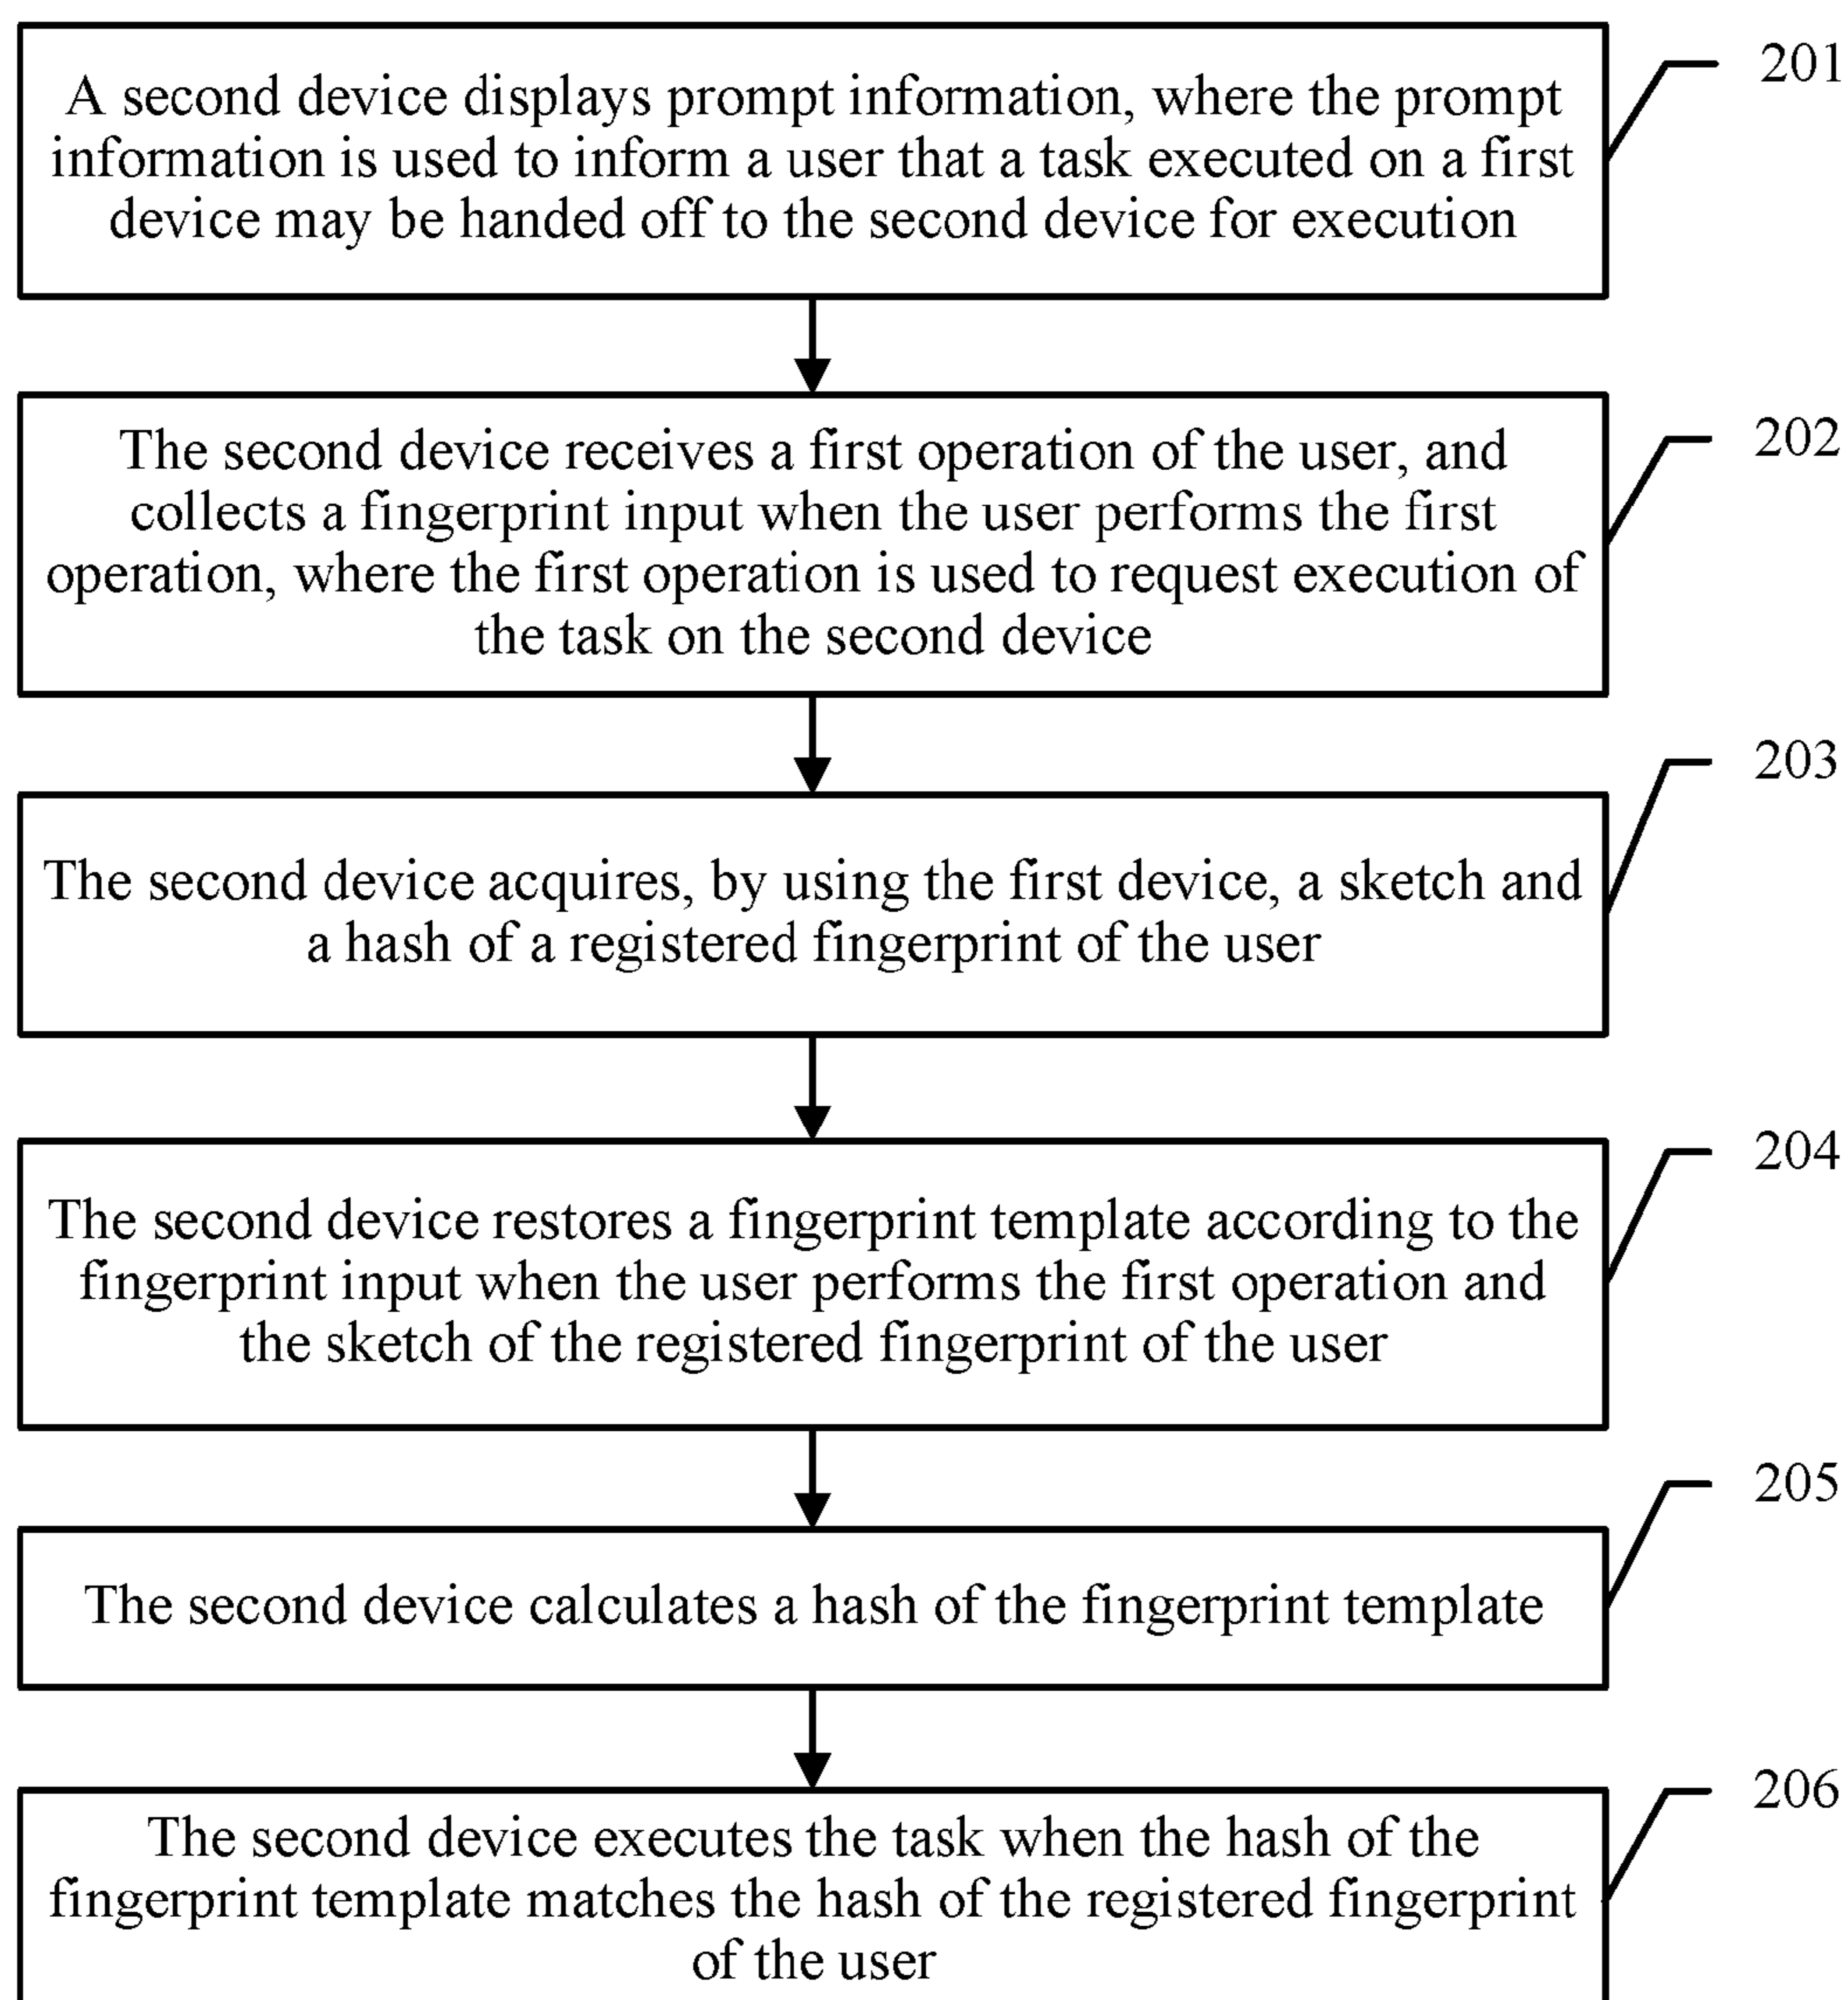 A second device displays prompt information, where the prompt
information is used to inform a user that a task executed on a first
device may be handed off to the second device for execution
201
The second device receives a first operation of the user, and
collects a fingerprint input when the user performs the first
operation, where the first operation is used to request execution of
the task on the second device
202
The second device acquires, by using the first device, a sketch and
a hash of a registered fingerprint of the user
203
The second device restores a fingerprint template according to the
fingerprint input when the user performs the first operation and
the sketch of the registered fingerprint of the user
204
The second device calculates a hash of the fingerprint template
205
The second device executes the task when the hash of the
fingerprint template matches the hash of the registered fingerprint
of the user
206